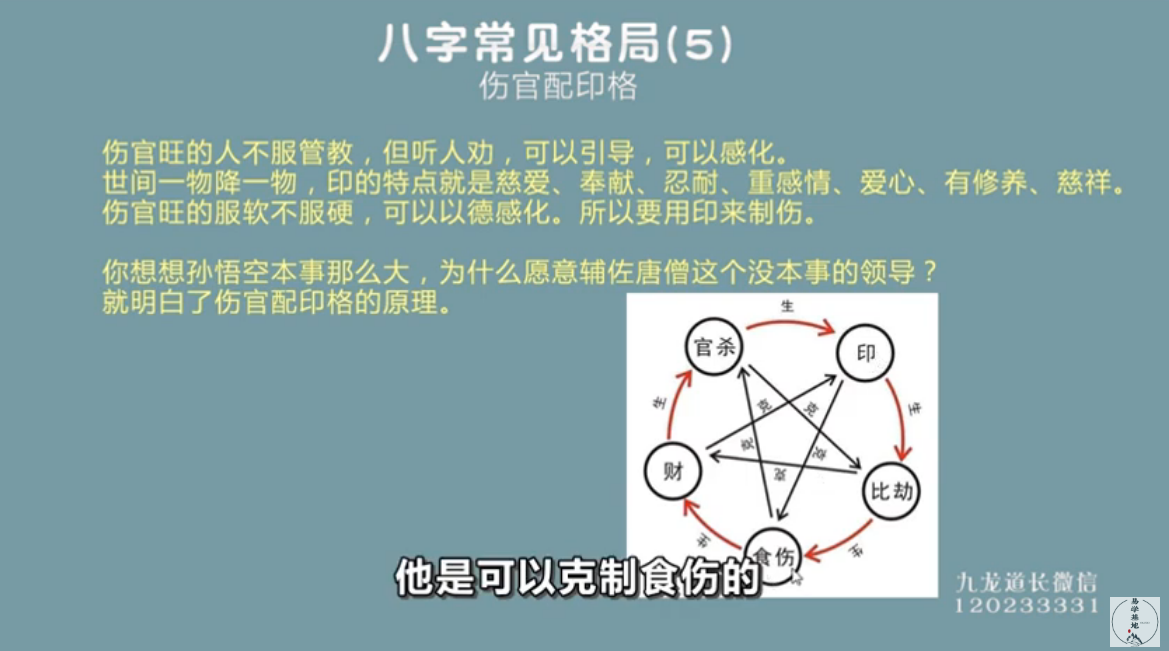 八字常见格局(5)
伤官配印格
伤官旺的人不服管教，但听人劝，可以引导，可以感化。
世间一物降一物，印的特点就是慈爱、奉献、忍耐、重感情、爱心、有修养、慈祥。
伤官旺的服软不服硬，可以以德感化。所以要用印来制伤。
你想想孙悟空本事那么大，为什么愿意辅佐唐僧这个没本事的领导？
就明白了伤官配印格的原理。
生
官杀
印
生
克
克
生
克
克
财
克
比劫
生
生
食伤
他是可以克制食伤的
九龙道长微信
120233331
易学基地